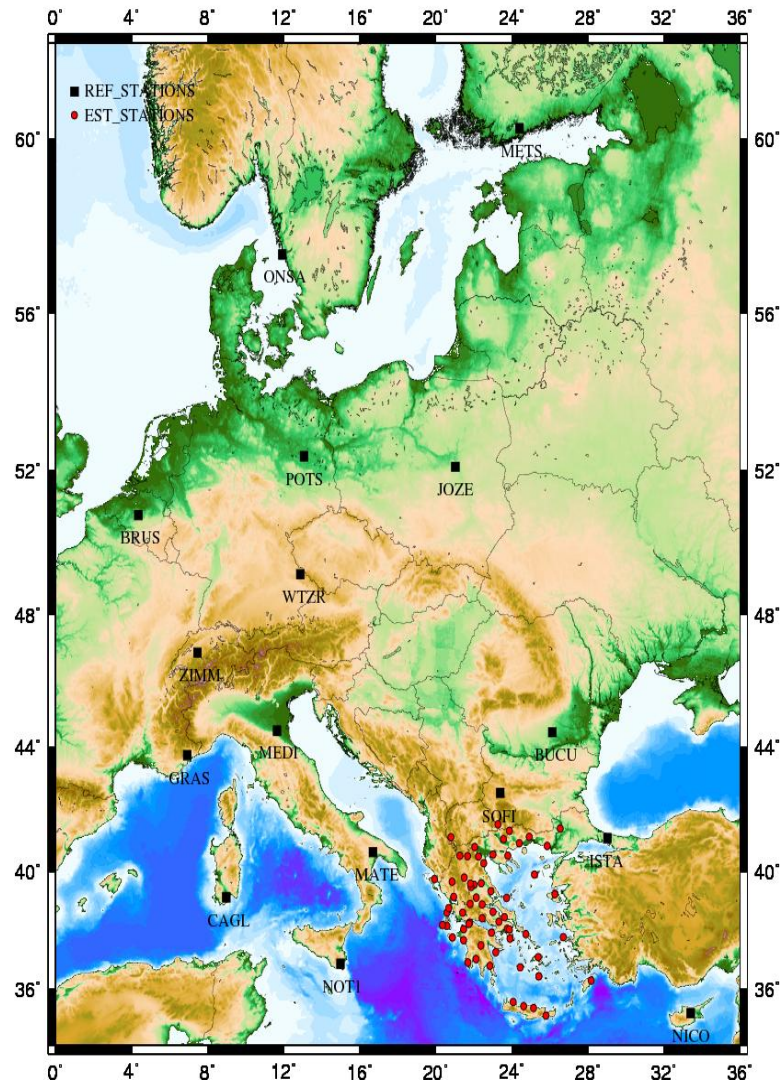 0° 4° 8° 12° 16° 20° 24° 28° 32° 36°
■ REF_STATIONS
● EST_STATIONS
60° 60°
METS
ONSA
56° 56°
52° 52°
POTS
JOZE
BRUS
WTZR
48° 48°
ZIMM
MEDI
BUCU
44° 44°
GRAS
SOFI
ISTA
MATE
40° 40°
CAGL
NOT1
36° 36°
NICO
0° 4° 8° 12° 16° 20° 24° 28° 32° 36°